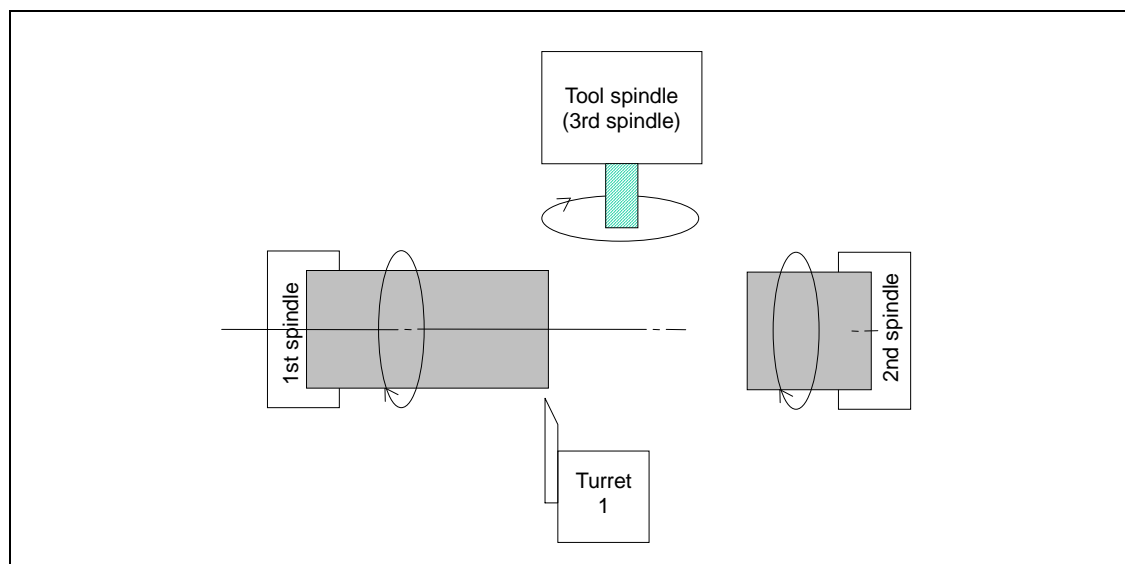 Tool spindle
(3rd spindle)
1st spindle
2nd spindle
Turret
1